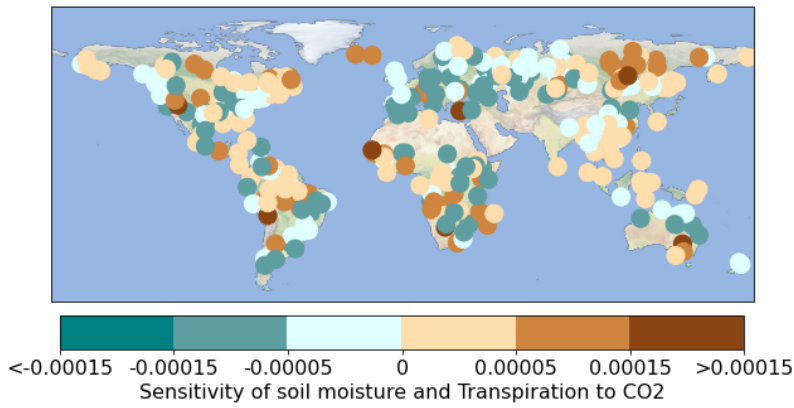 <-0.00015 -0.00015 -0.00005 0 0.00005 0.00015 >0.00015
Sensitivity of soil moisture and Transpiration to CO2